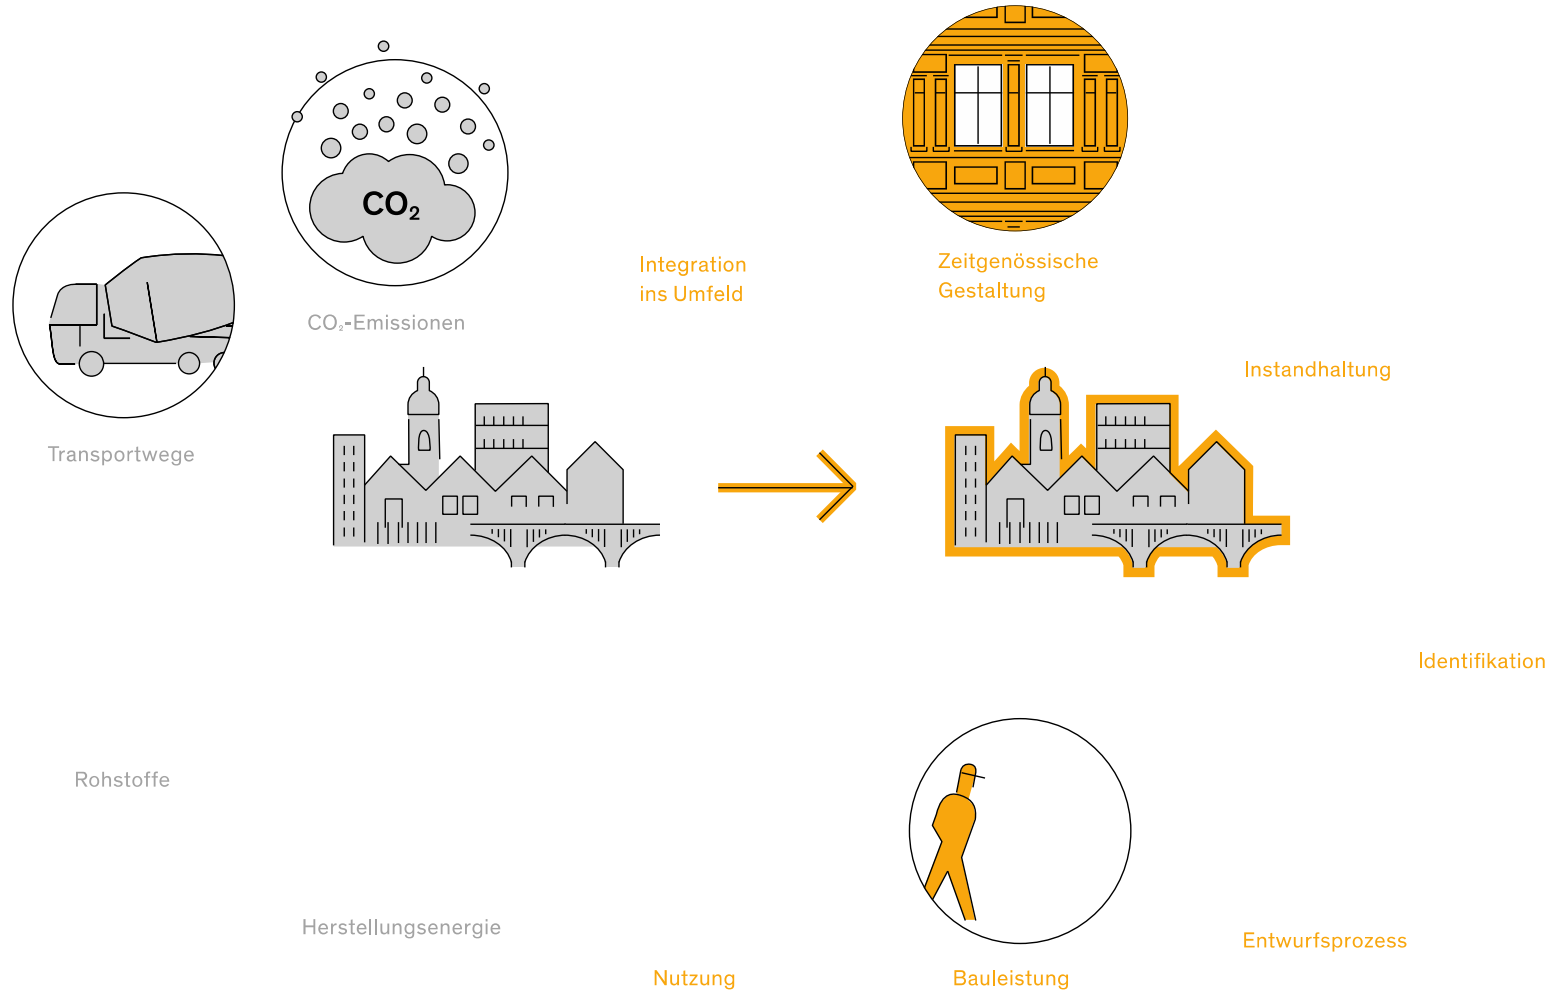 CO₂
CO₂-Emissionen
Transportwege
Integration
ins Umfeld
Zeitgenössische
Gestaltung
Instandhaltung
Identifikation
Rohstoffe
Herstellungsenergie
Nutzung
Bauleistung
Entwurfsprozess